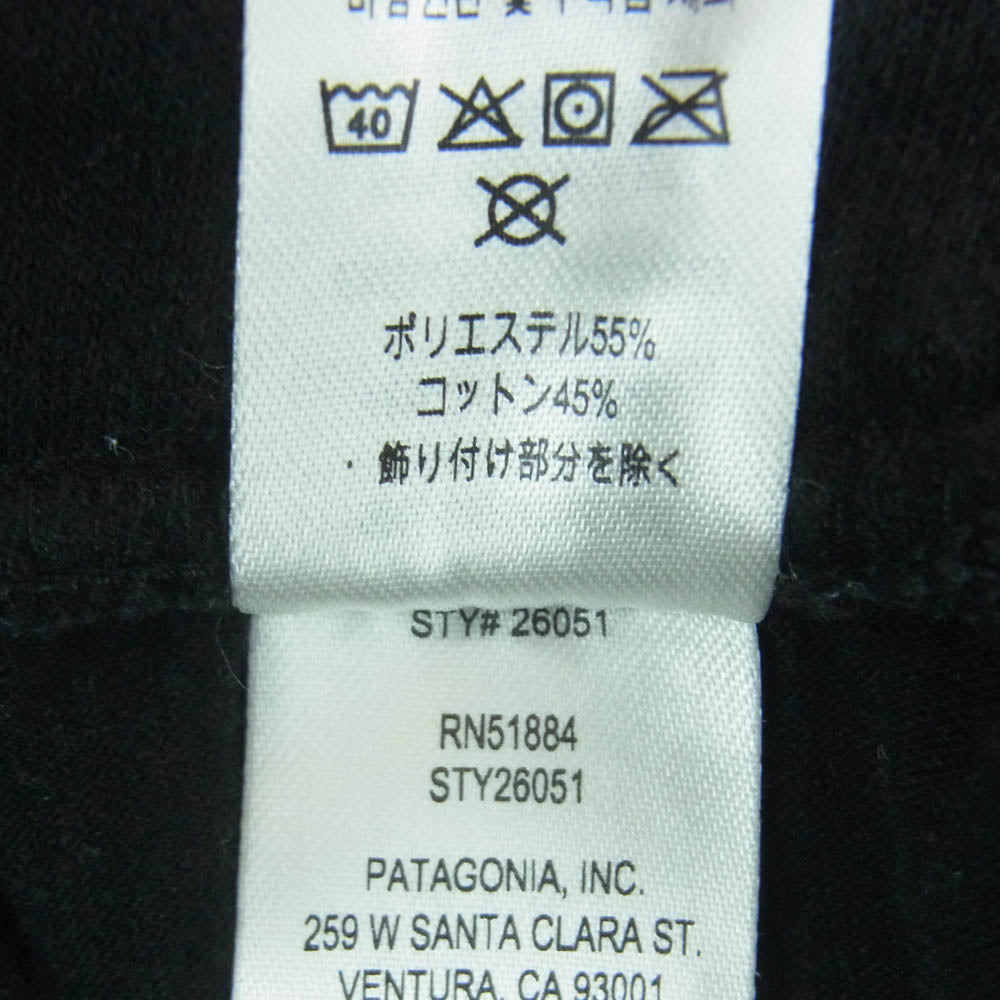 40
ポリエステル55%
コットン45%
・飾り付け部分を除く
STY# 26051
RN51884
STY26051
PATAGONIA, INC.
259 W SANTA CLARA ST.
VENTURA, CA 93001